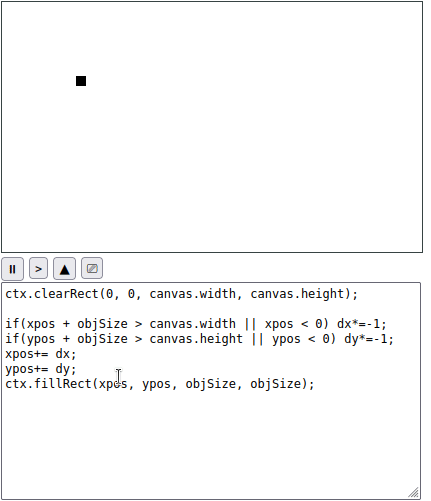 II
>
▲
ctx.clearRect(0, 0, canvas.width, canvas.height);
if(xpos + objSize > canvas.width || xpos < 0) dx*=-1;
if(ypos + objSize > canvas.height || ypos < 0) dy*=-1;
xpos+= dx;
ypos+= dy;
ctx.fillRect(xpos, ypos, objSize, objSize);